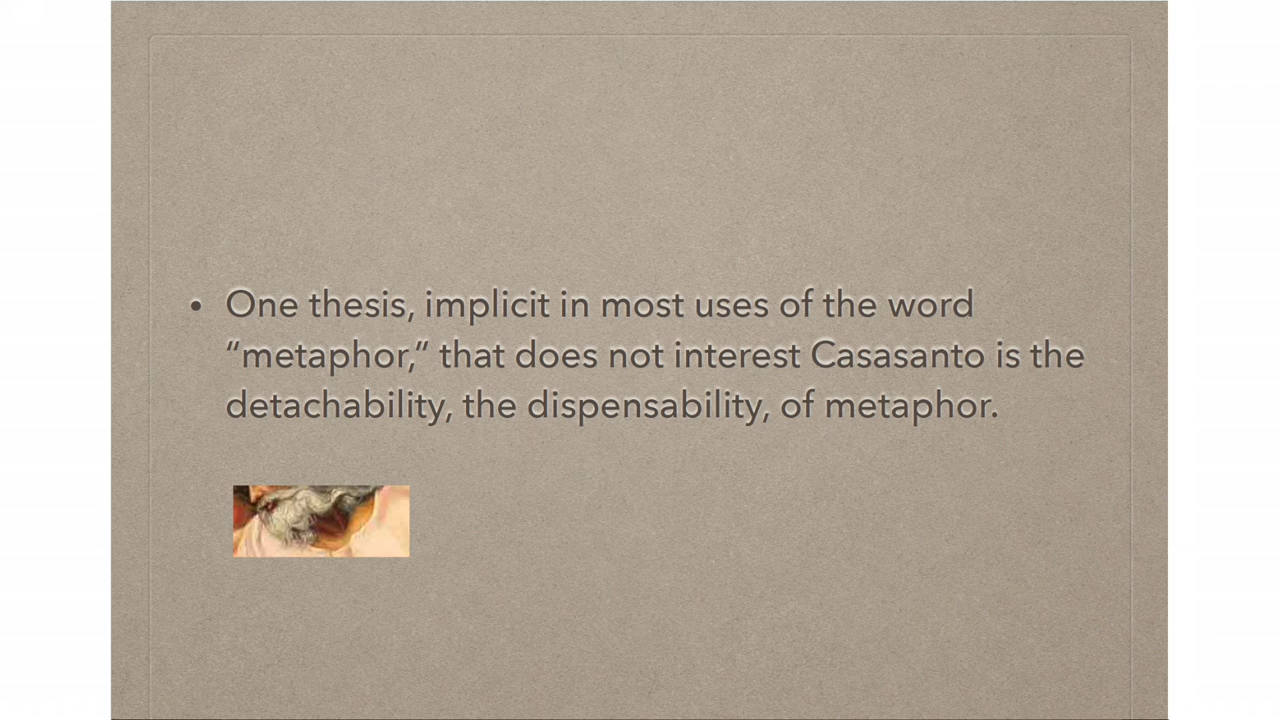 • One thesis, implicit in most uses of the word
“metaphor,” that does not interest Casasanto is the
detachability, the dispensability, of metaphor.